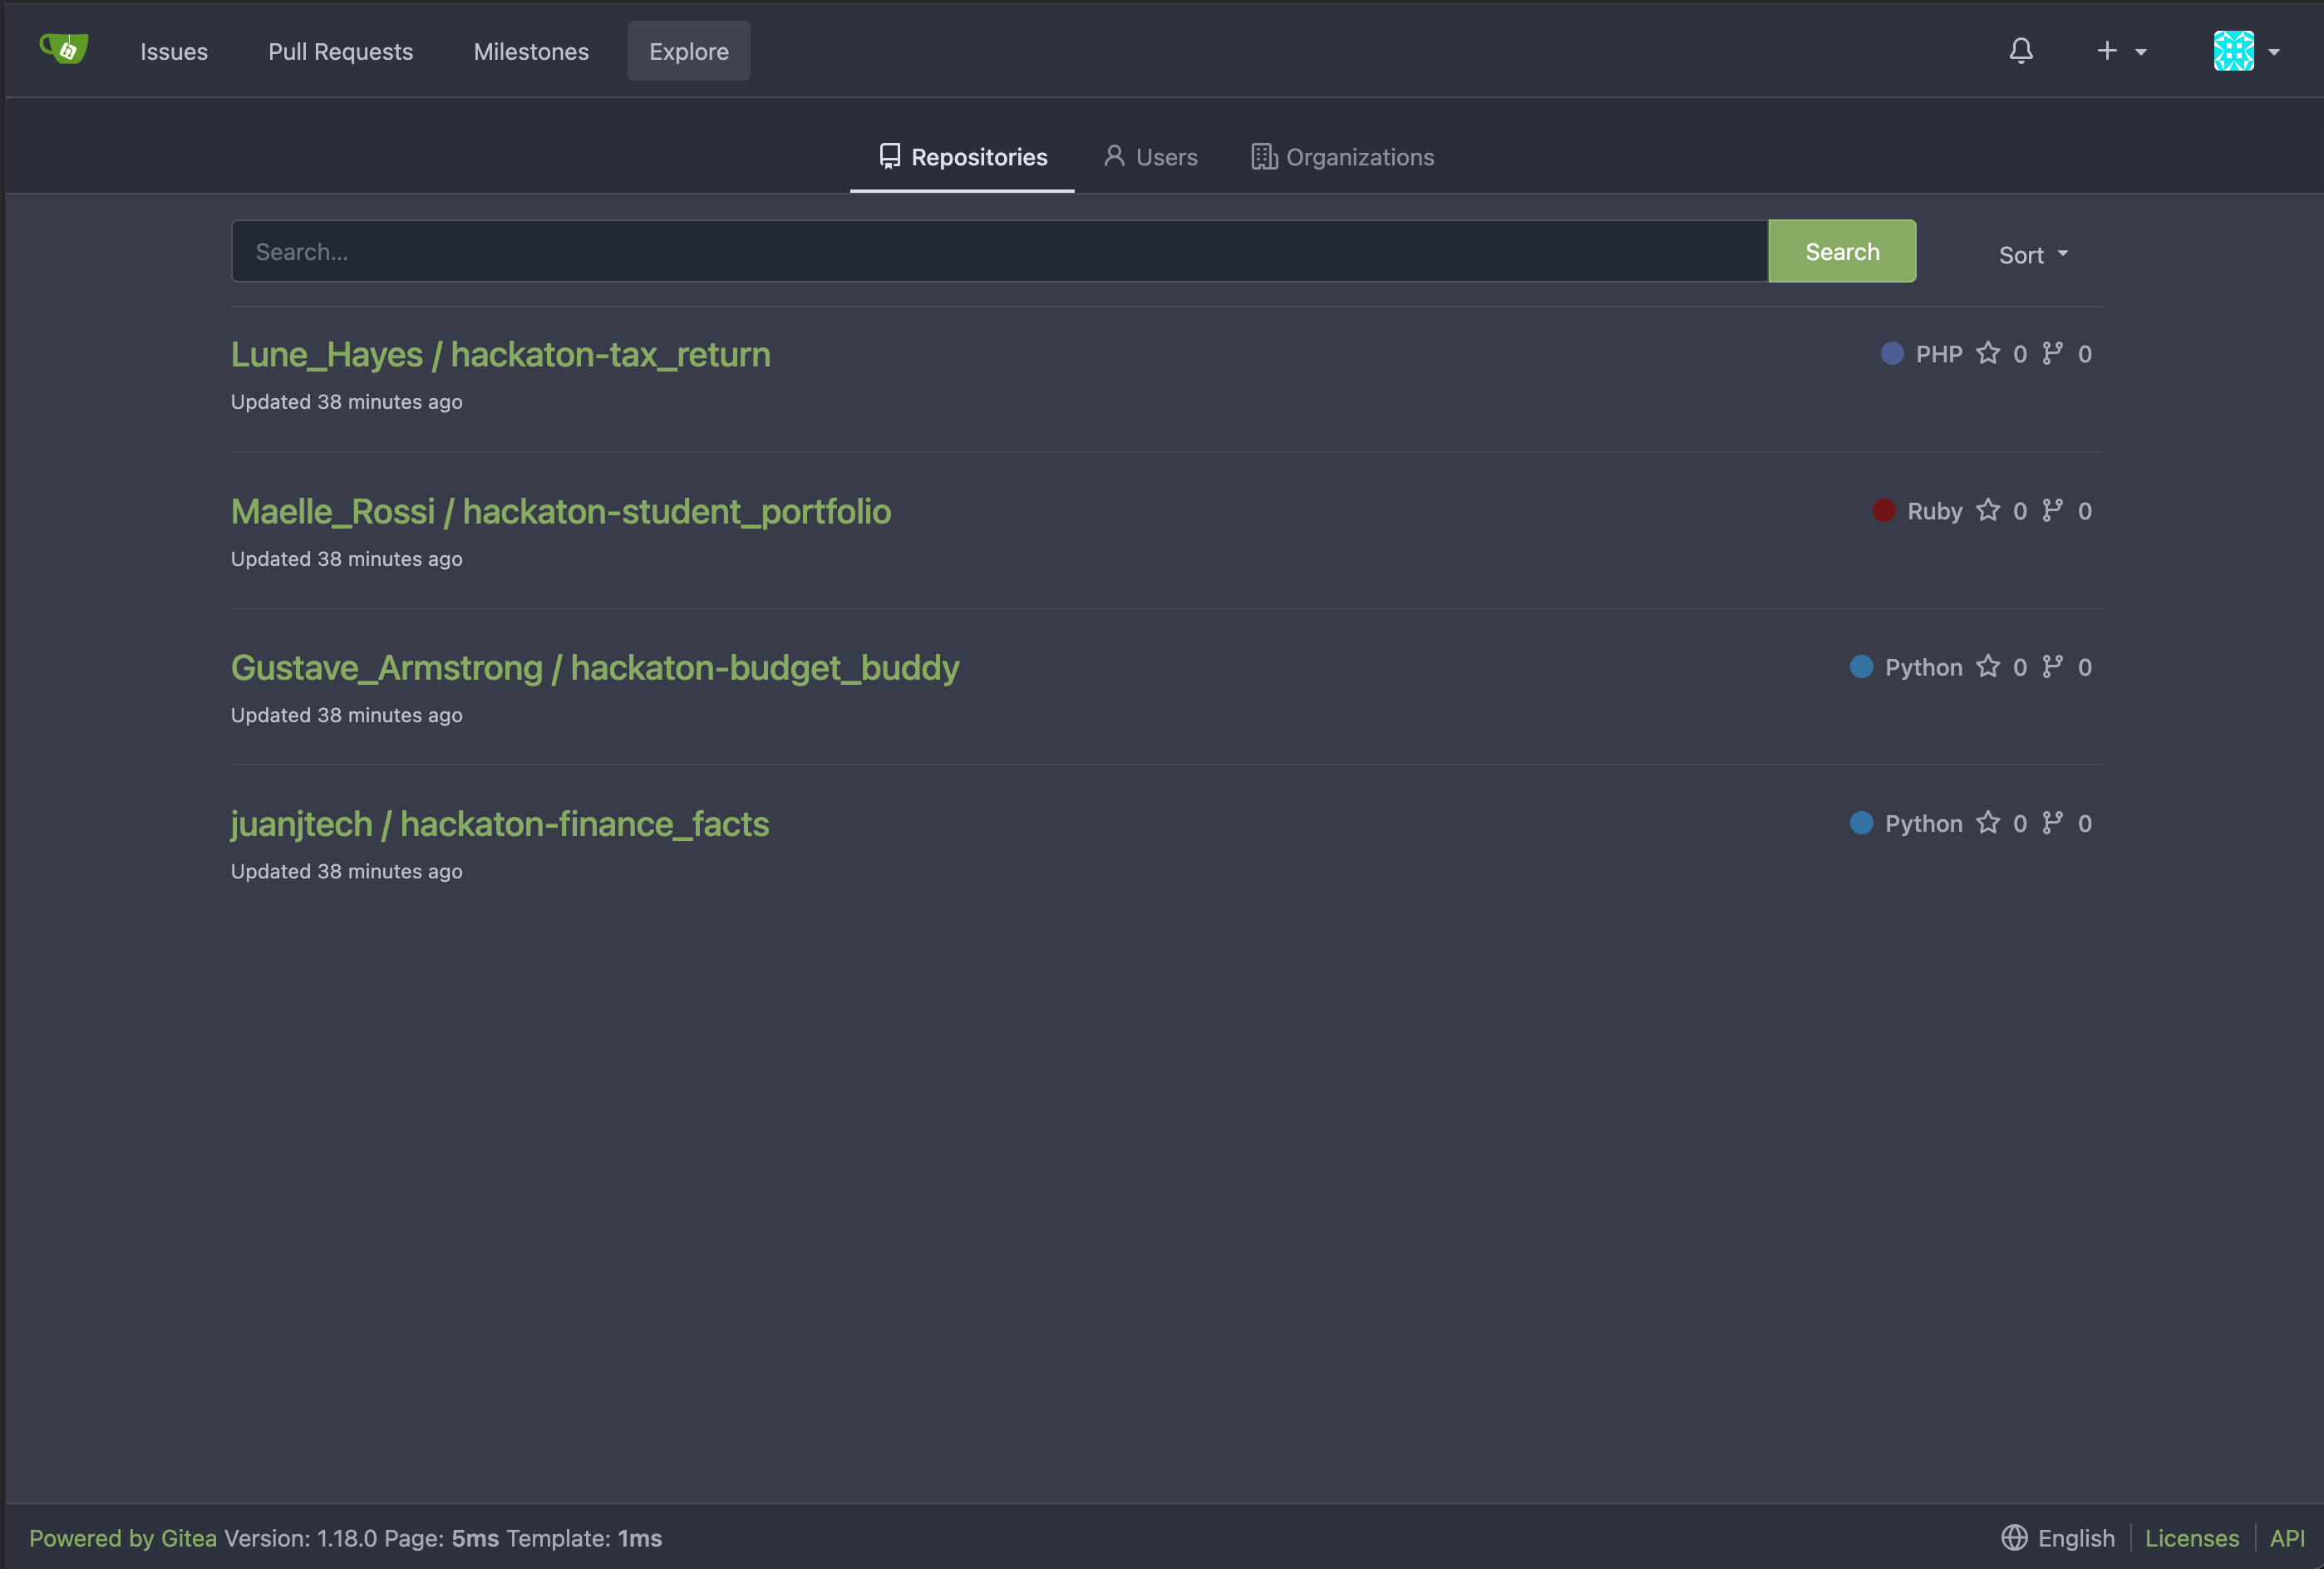 Issues Pull Requests Milestones Explore
Repositories Users Organizations
Search... Search Sort
Lune_Hayes / hackaton-tax_return PHP 0 0
Updated 38 minutes ago
Maelle_Rossi / hackaton-student_portfolio Ruby 0 0
Updated 38 minutes ago
Gustave_Armstrong / hackaton-budget_buddy Python 0 0
Updated 38 minutes ago
juanjtech / hackaton-finance_facts Python 0 0
Updated 38 minutes ago
Powered by Gitea Version: 1.18.0 Page: 5ms Template: 1ms English Licenses API